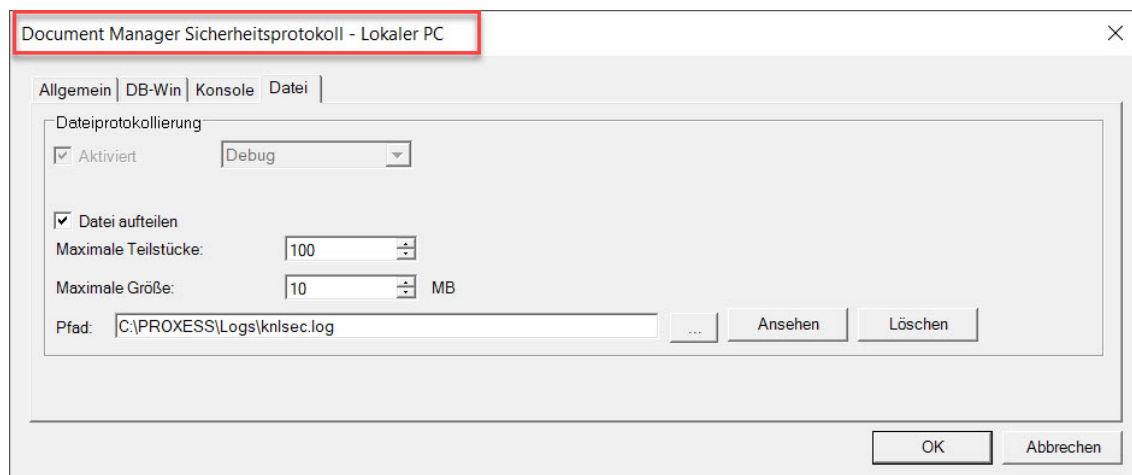 Document Manager Sicherheitsprotokoll - Lokaler PC
Allgemein DB-Win Konsole Datei
Dateiprotokollierung
Aktiviert Debug
Datei aufteilen
Maximale Teilstücke: 100
Maximale Größe: 10 MB
Pfad: C:\PROXESS\Logs\knlsec.log ... Ansehen Löschen
OK Abbrechen